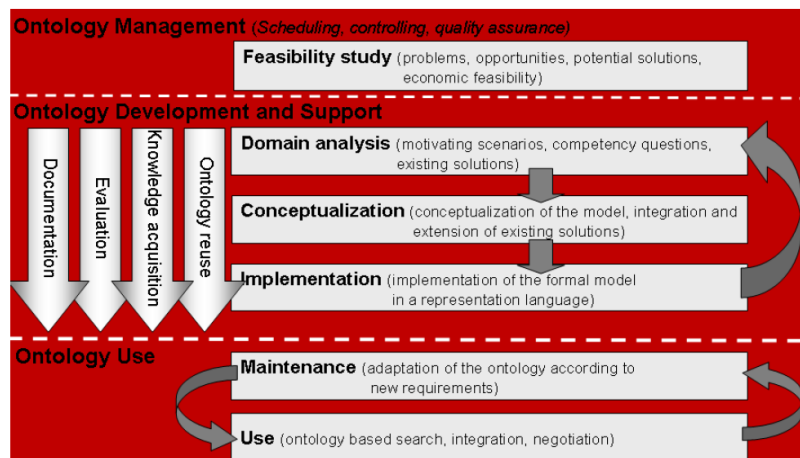 Ontology Management (Scheduling, controlling, quality assurance)
Feasibility study (problems, opportunities, potential solutions,
economic feasibility)
Ontology Development and Support
Documentation
Evaluation
Knowledge acquisition
Ontology reuse
Domain analysis (motivating scenarios, competency questions,
existing solutions)
Conceptualization (conceptualization of the model, integration and
extension of existing solutions)
Implementation (implementation of the formal model
in a representation language)
Ontology Use
Maintenance (adaptation of the ontology according to
new requirements)
Use (ontology based search, integration, negotiation)